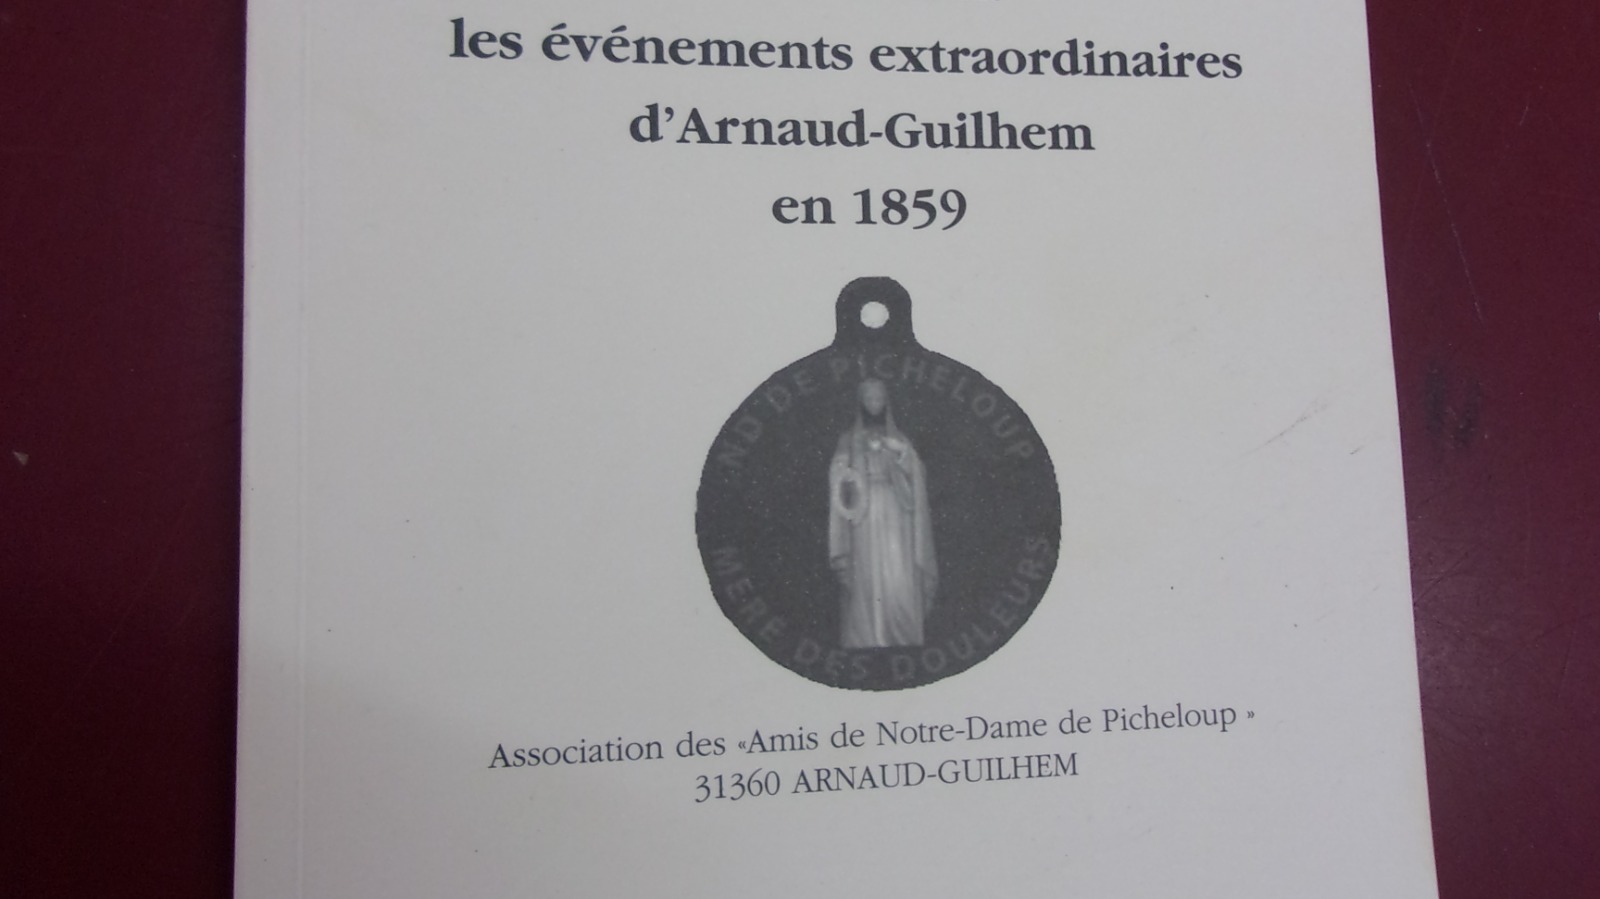 les événements extraordinaires
d'Arnaud-Guilhem
en 1859
ND DE PICHELOUP
MERE DES DOULEURS
Association des «Amis de Notre-Dame de Picheloup »
31360 ARNAUD-GUILHEM